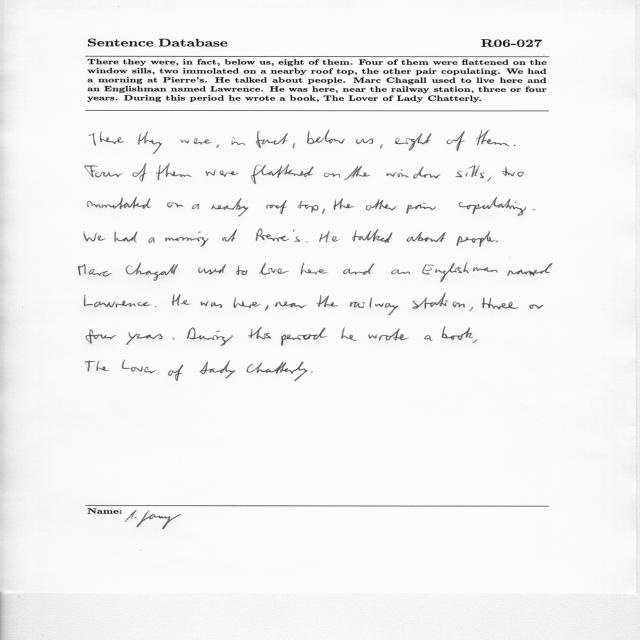 Sentence Database R06-027
There they were, in fact, below us, eight of them. Four of them were flattened on the
window sills, two immolated on a nearby roof top, the other pair copulating. We had
a morning at Pierre's. He talked about people. Marc Chagall used to live here and
an Englishman named Lawrence. He was here, near the railway station, three or four
years. During this period he wrote a book, The Lover of Lady Chatterly.
There they were, in fact, below us, eight of them.
Four of them were flattened on the window sills, two
immolated on a nearby roof top, the other pair copulating.
We had a morning at Pierre's. He talked about people.
Marc Chagall used to live here and an Englishman named
Lawrence. He was here, near the railway station, three or
four years. During this period he wrote a book,
The Lover of Lady Chatterly.
Name: